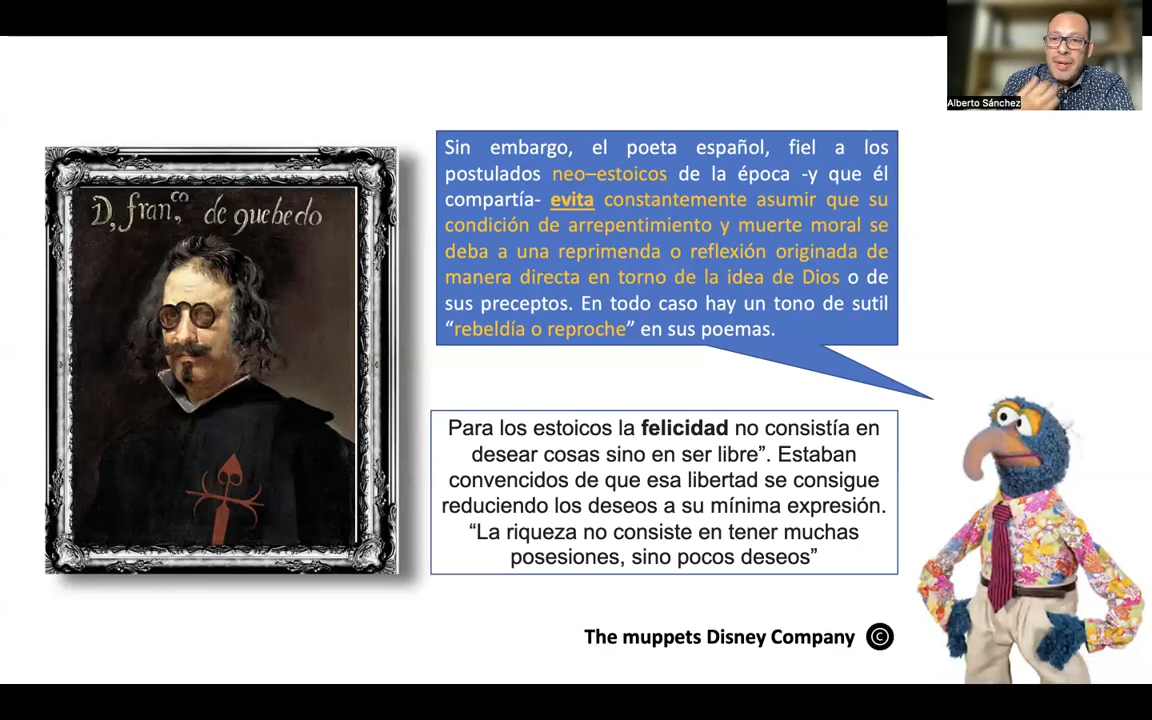 Alberto Sánchez
D, fran,co de quebedo
Sin embargo, el poeta español, fiel a los
postulados neo–estoicos de la época -y que él
compartía- evita constantemente asumir que su
condición de arrepentimiento y muerte moral se
deba a una reprimenda o reflexión originada de
manera directa en torno de la idea de Dios o de
sus preceptos. En todo caso hay un tono de sutil
“rebeldía o reproche” en sus poemas.
Para los estoicos la felicidad no consistía en
desear cosas sino en ser libre”. Estaban
convencidos de que esa libertad se consigue
reduciendo los deseos a su mínima expresión.
“La riqueza no consiste en tener muchas
posesiones, sino pocos deseos”
The muppets Disney Company ©